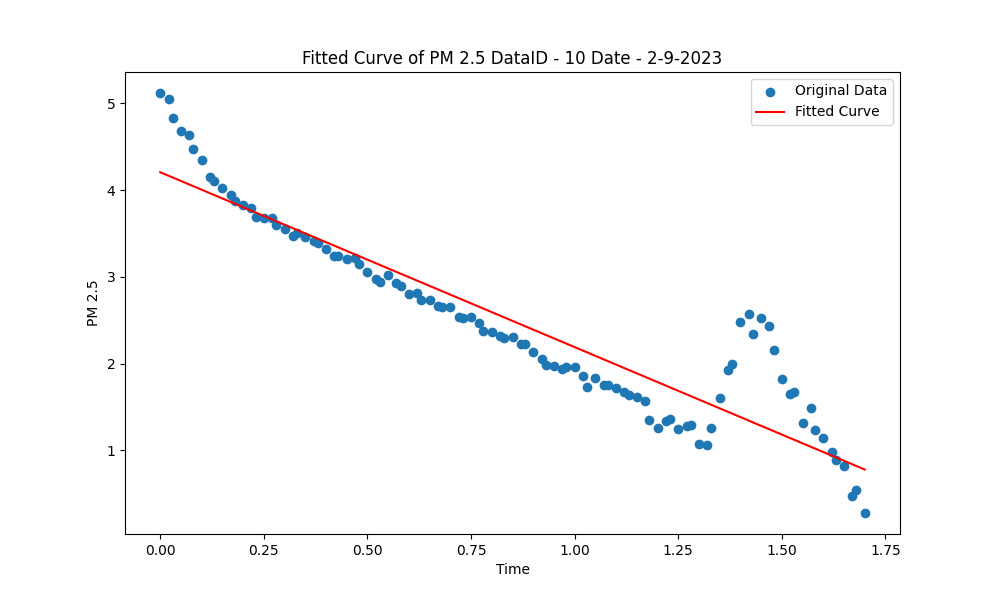 Fitted Curve of PM 2.5 DataID - 10 Date - 2-9-2023
Original Data
Fitted Curve
PM 2.5
5
4
3
2
1
0.00 0.25 0.50 0.75 1.00 1.25 1.50 1.75
Time